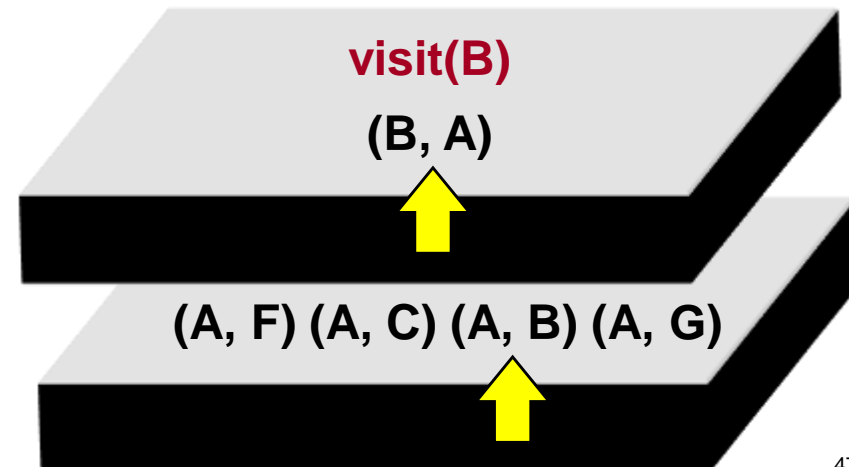 visit(B)
(B, A)
(A, F) (A, C) (A, B) (A, G)